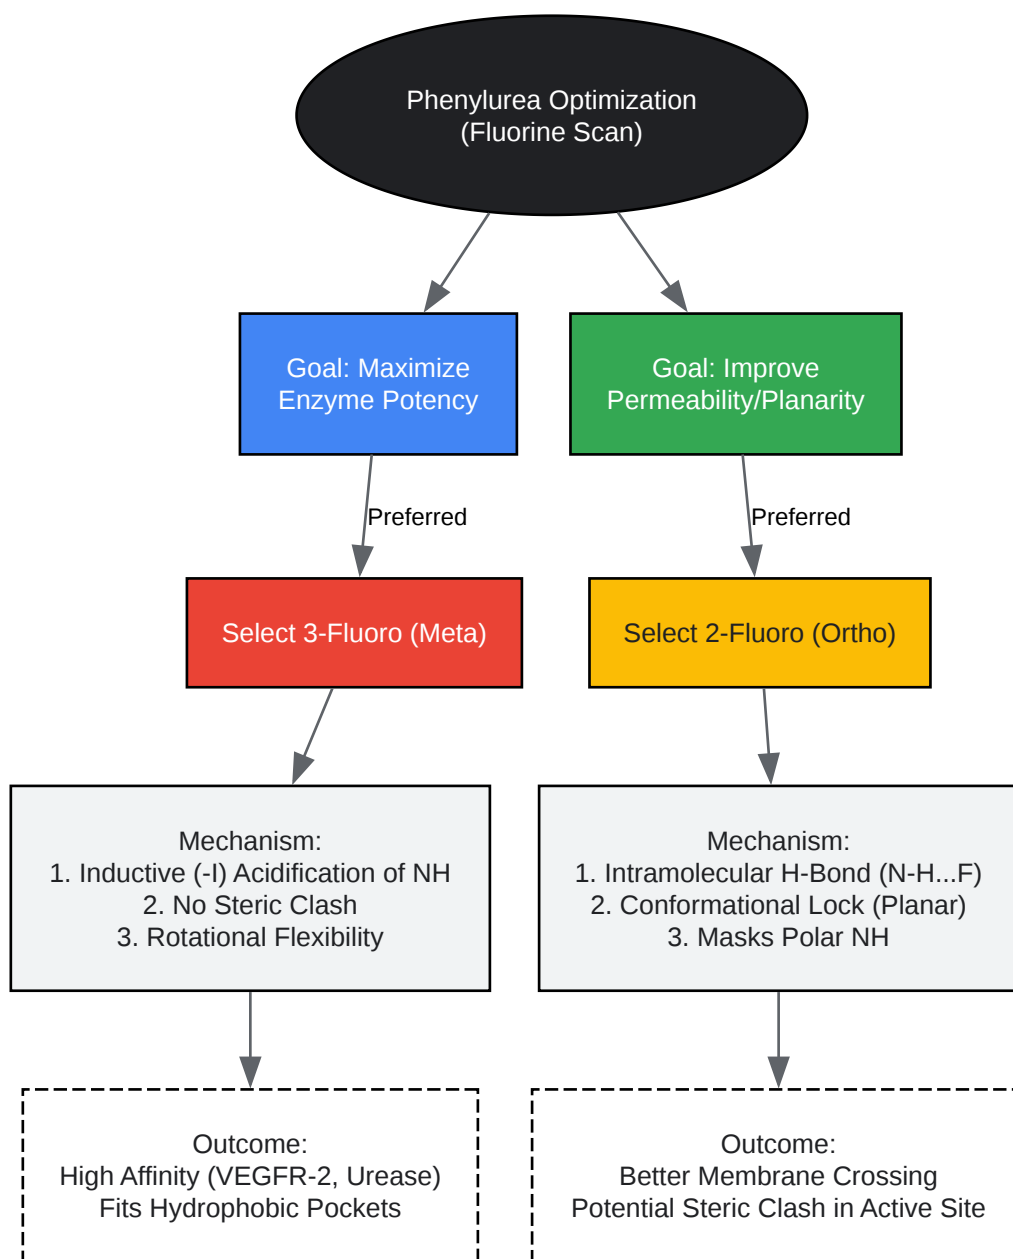 Phenylurea Optimization
(Fluorine Scan)
Goal: Maximize
Enzyme Potency
Goal: Improve
Permeability/Planarity
Preferred
Preferred
Select 3-Fluoro (Meta)
Select 2-Fluoro (Ortho)
Mechanism:
1. Inductive (-I) Acidification of NH
2. No Steric Clash
3. Rotational Flexibility
Mechanism:
1. Intramolecular H-Bond (N-H...F)
2. Conformational Lock (Planar)
3. Masks Polar NH
Outcome:
High Affinity (VEGFR-2, Urease)
Fits Hydrophobic Pockets
Outcome:
Better Membrane Crossing
Potential Steric Clash in Active Site